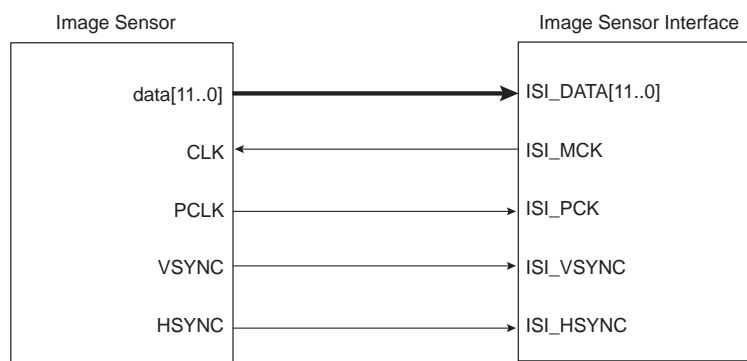 Image Sensor
Image Sensor Interface
data[11..0]
ISI_DATA[11..0]
CLK
ISI_MCK
PCLK
ISI_PCK
VSYNC
ISI_VSYNC
HSYNC
ISI_HSYNC